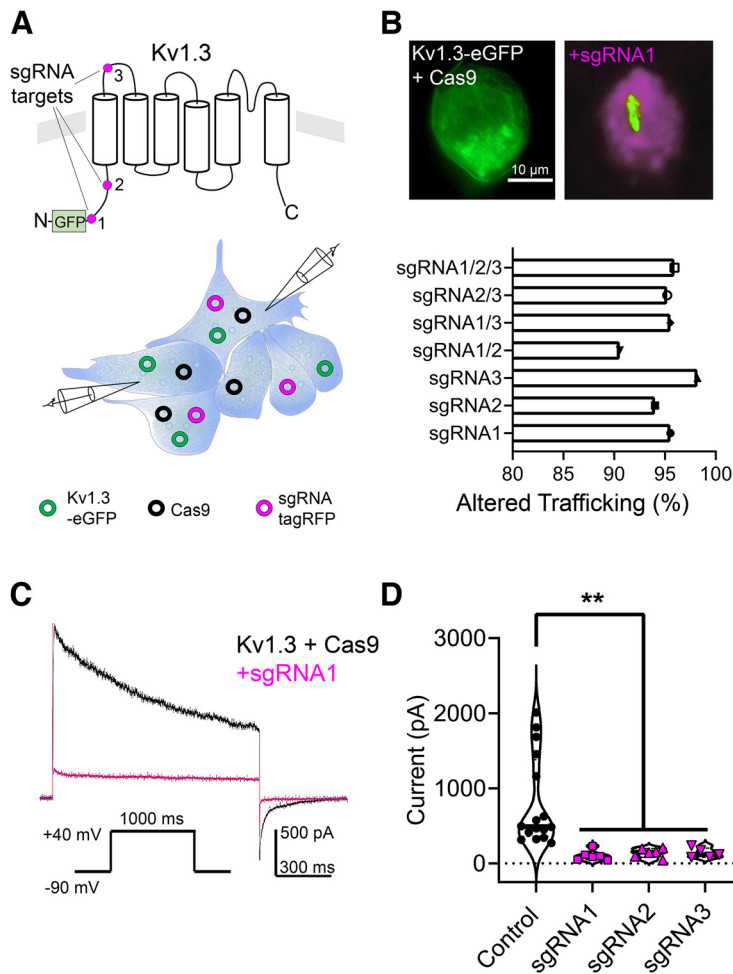 A
Kv1.3
sgRNA
targets
3
2
1
N-GFP
C
Kv1.3
-eGFP
Cas9
sgRNA
tagRFP
B
Kv1.3-eGFP
+ Cas9
10 µm
+sgRNA1
sgRNA1/2/3
sgRNA2/3
sgRNA1/3
sgRNA1/2
sgRNA3
sgRNA2
sgRNA1
80 85 90 95 100
Altered Trafficking (%)
C
Kv1.3 + Cas9
+sgRNA1
1000 ms
+40 mV
-90 mV
500 pA
300 ms
D
**
3000
2000
1000
0
Current (pA)
Control
sgRNA1
sgRNA2
sgRNA3